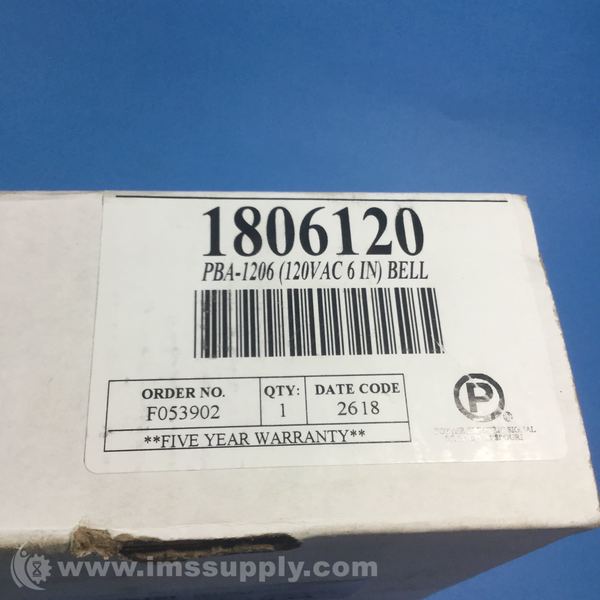 1806120
PBA-1206 (120VAC 6 IN) BELL
ORDER NO.
QTY:
DATE CODE
F053902
1
2618
**FIVE YEAR WARRANTY**
P
®
SIGNAL
www.imssupply.com